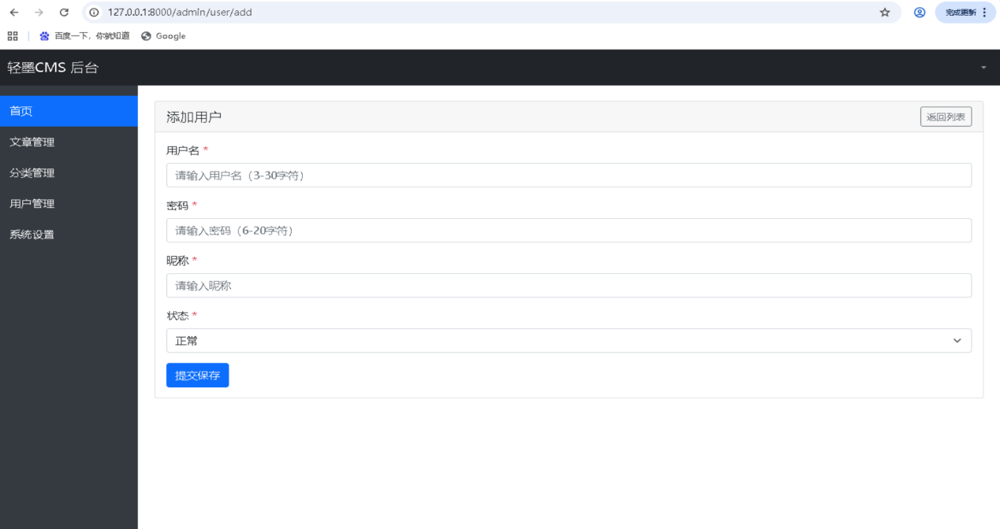 127.0.0.1:8000/admin/user/add
完成更新
百度一下，你就知道
Google
轻墨CMS 后台
首页
文章管理
分类管理
用户管理
系统设置
添加用户
返回列表
用户名 *
请输入用户名（3-30字符）
密码 *
请输入密码（6-20字符）
昵称 *
请输入昵称
状态 *
正常
提交保存